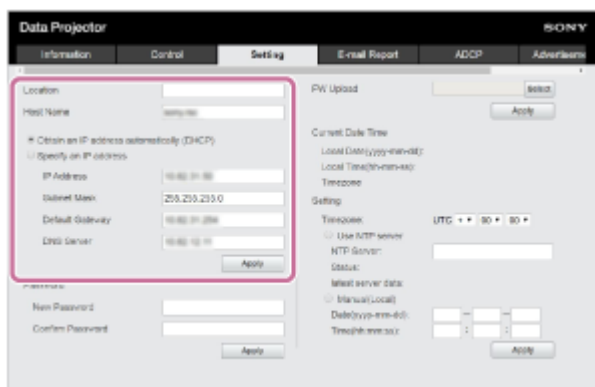 Data Projector
SONY
Information Control Setting E-mail Report ADCP Advertiseme
Location
Host Name
Obtain an IP address automatically (DHCP)
Specify an IP address
IP Address
Subnet Mask 255.255.255.0
Default Gateway
DNS Server
Apply
Password
New Password
Confirm Password
Apply
PW Upload Select
Apply
Current Date Time
Local Date(yyyy-mm-dd):
Local Time(hh-mm-ss):
Timezone
Setting
Timezone: UTC + 00 00
Use NTP server
NTP Server:
Status:
latest server data:
Manual(Local)
Date(yyyy-mm-dd): — —
Time(hh:mm:ss): : :
Apply